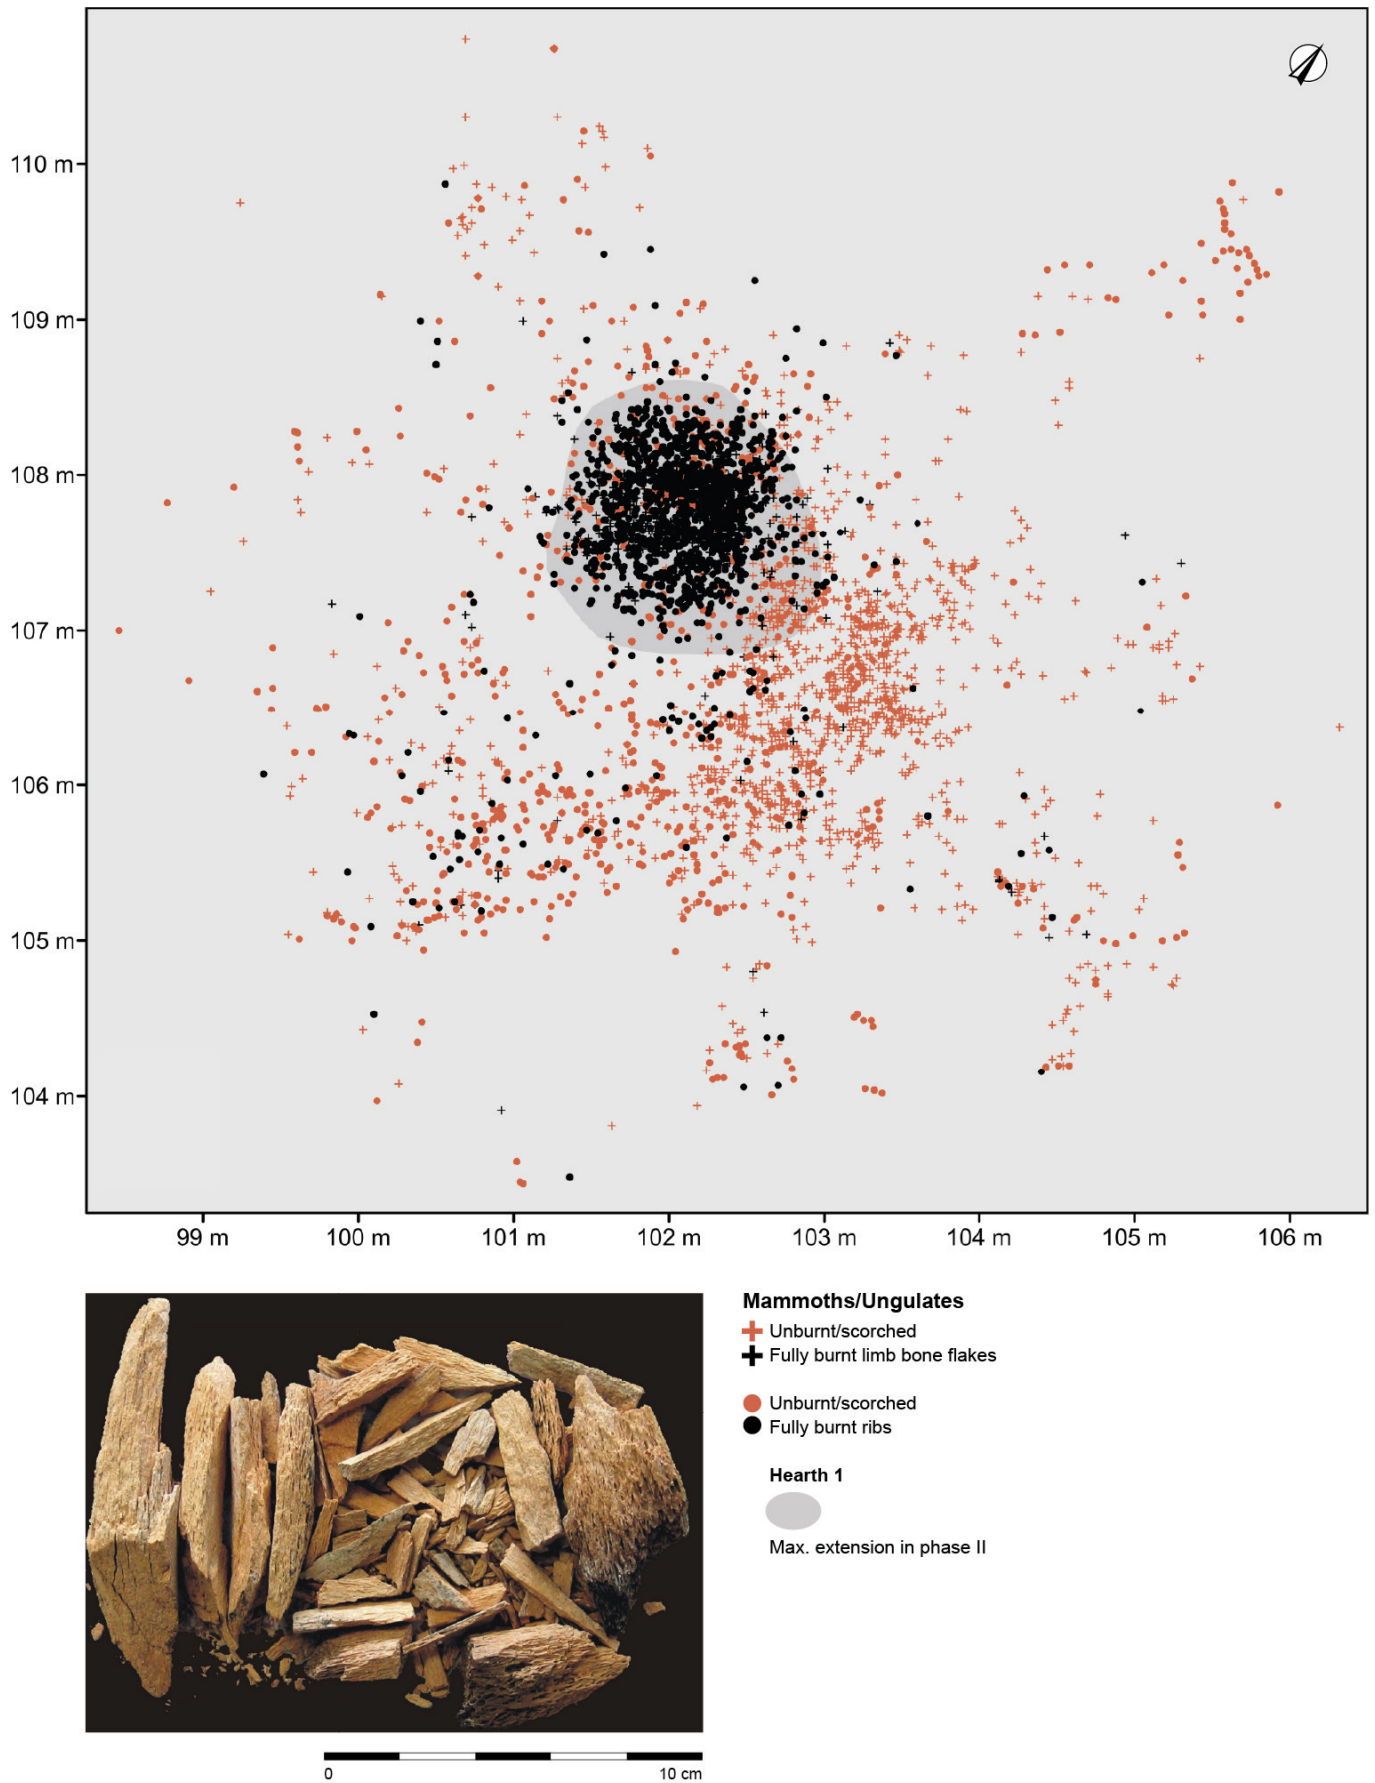 110 m
109 m
108 m
107 m
106 m
105 m
104 m
99 m 100 m 101 m 102 m 103 m 104 m 105 m 106 m
Mammoths/Ungulates
Unburnt/scorched
Fully burnt limb bone flakes
Unburnt/scorched
Fully burnt ribs
Hearth 1
Max. extension in phase II
0 10 cm